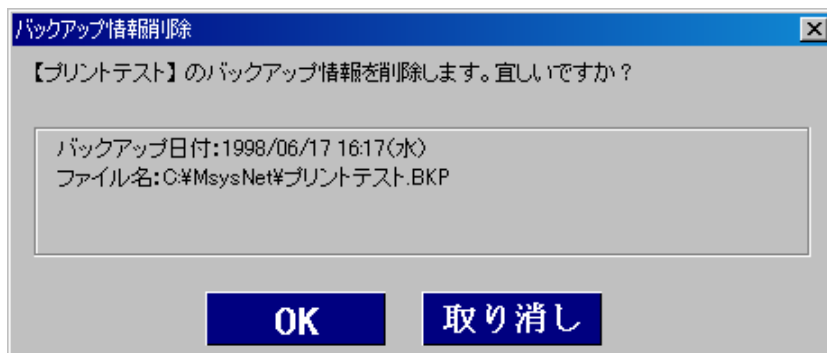 バックアップ情報削除
【プリントテスト】のバックアップ情報を削除します。宜しいですか？
バックアップ日付:1998/06/17 16:17(水)
ファイル名:C:¥MsysNet¥プリントテスト.BKP
OK
取り消し